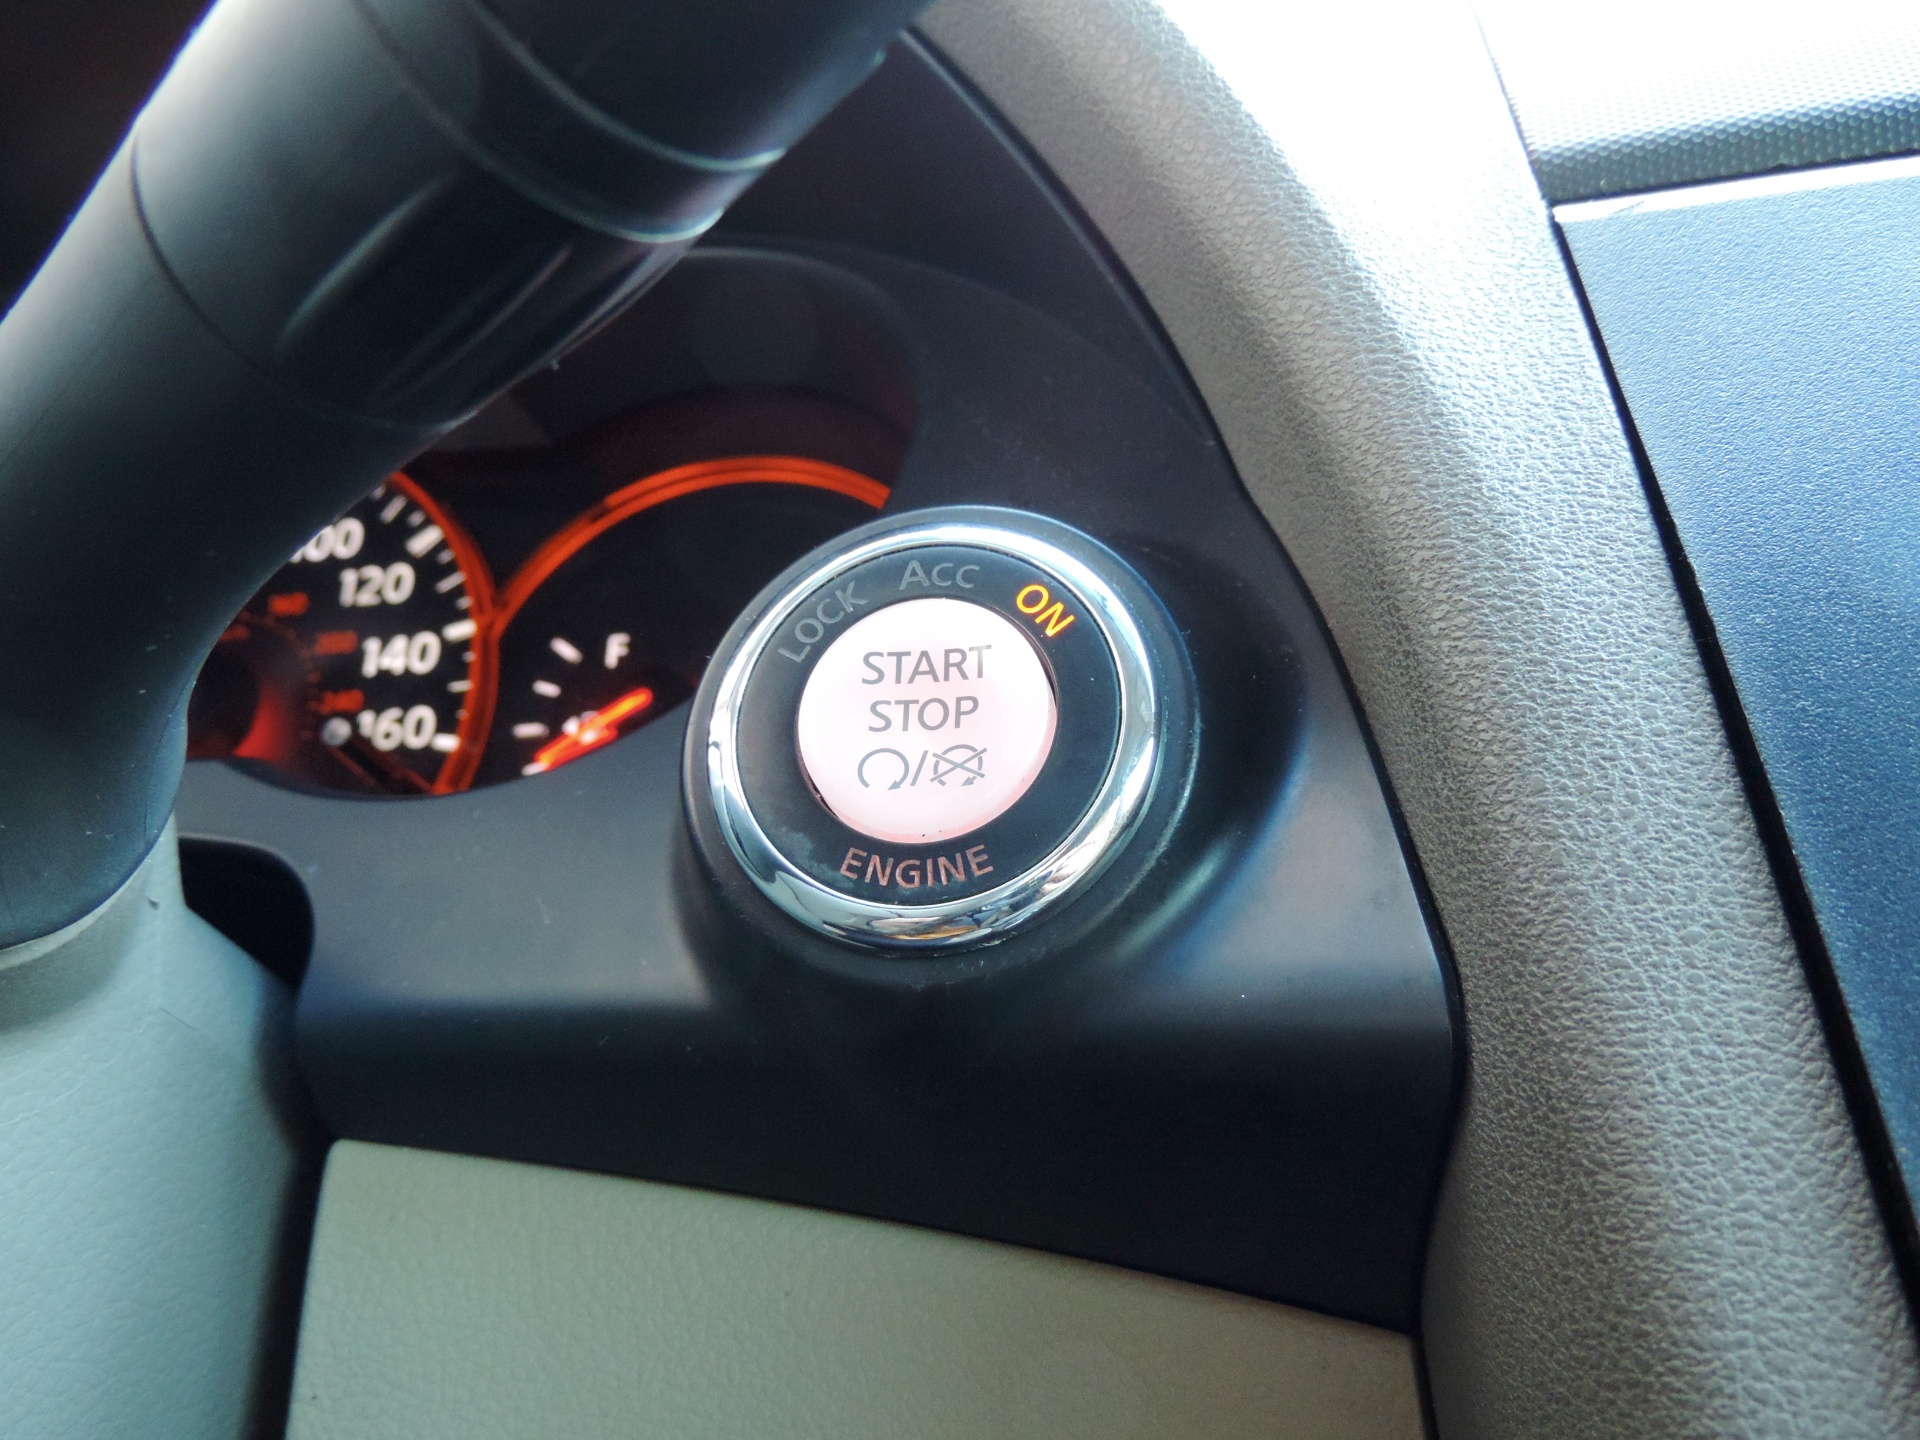 LOCK Acc ON
START
STOP
ENGINE
F
120
140
160